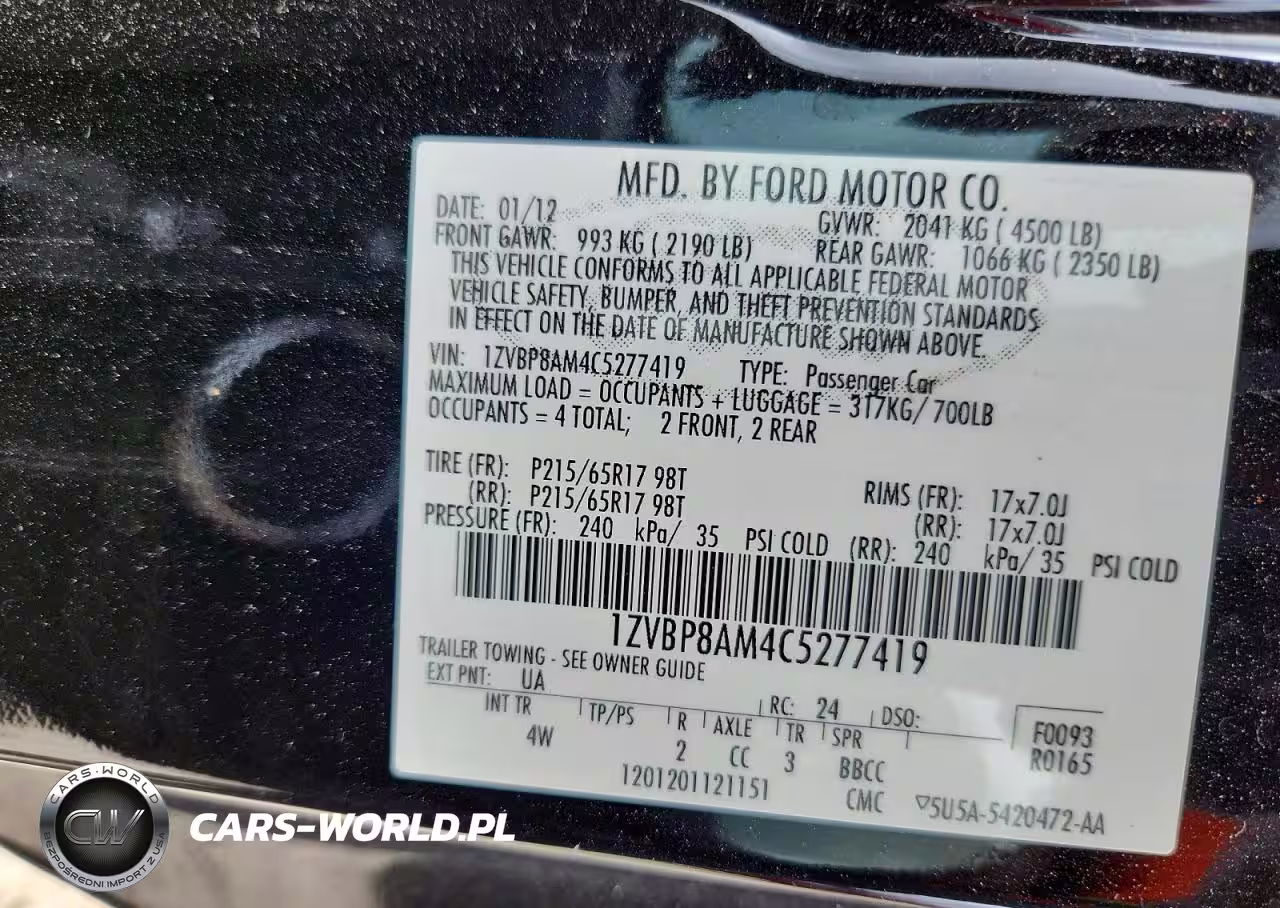 MFD. BY FORD MOTOR CO.
DATE: 01/12 GVWR: 2041 KG ( 4500 LB)
FRONT GAWR: 993 KG ( 2190 LB) REAR GAWR: 1066 KG ( 2350 LB)
THIS VEHICLE CONFORMS TO ALL APPLICABLE FEDERAL MOTOR
VEHICLE SAFETY, BUMPER, AND THEFT PREVENTION STANDARDS
IN EFFECT ON THE DATE OF MANUFACTURE SHOWN ABOVE.
VIN: 1ZVBP8AM4C5277419 TYPE: Passenger Car
MAXIMUM LOAD = OCCUPANTS + LUGGAGE = 317KG/ 700LB
OCCUPANTS = 4 TOTAL; 2 FRONT, 2 REAR
TIRE (FR): P215/65R17 98T RIMS (FR): 17x7.0J
(RR): P215/65R17 98T (RR): 17x7.0J
PRESSURE (FR): 240 kPa/ 35 PSI COLD (RR): 240 kPa/ 35 PSI COLD
1ZVBP8AM4C5277419
TRAILER TOWING - SEE OWNER GUIDE
EXT PNT: UA RC: 24 DSO:
INT TR TP/PS R AXLE TR SPR F0093
4W 2 CC 3 BBCC R0165
1201201121151 CMC ▽5U5A-5420472-AA
CARS-WORLD
CW
BEZPOŚREDNI IMPORT Z USA
CARS-WORLD.PL